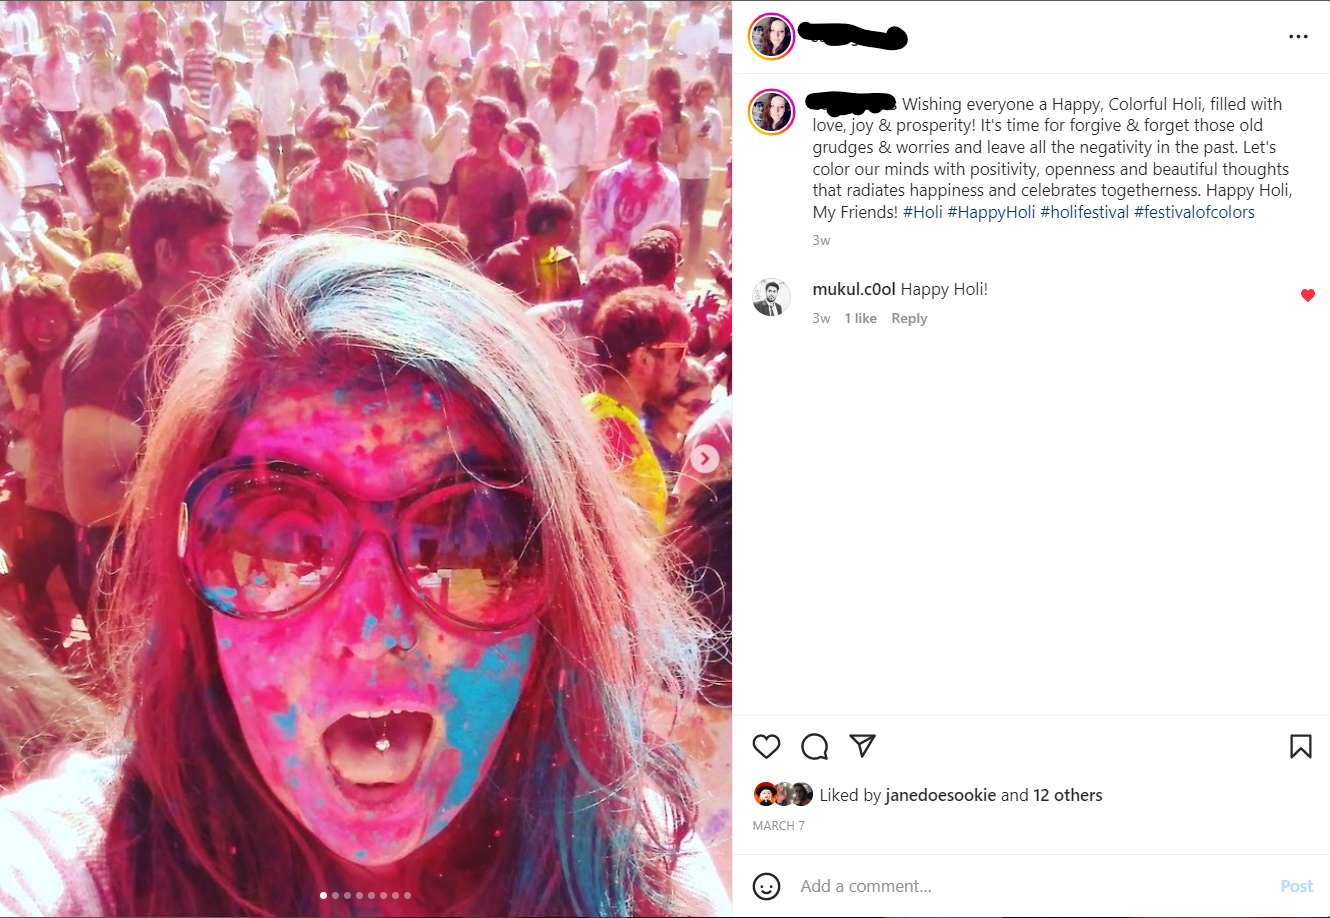 Wishing everyone a Happy, Colorful Holi, filled with
love, joy & prosperity! It's time for forgive & forget those old
grudges & worries and leave all the negativity in the past. Let's
color our minds with positivity, openness and beautiful thoughts
that radiates happiness and celebrates togetherness. Happy Holi,
My Friends! #Holi #HappyHoli #holifestival #festivalofcolors
3w
mukul.c0ol Happy Holi!
3w 1 like Reply
Liked by janedoesookie and 12 others
MARCH 7
Add a comment... Post